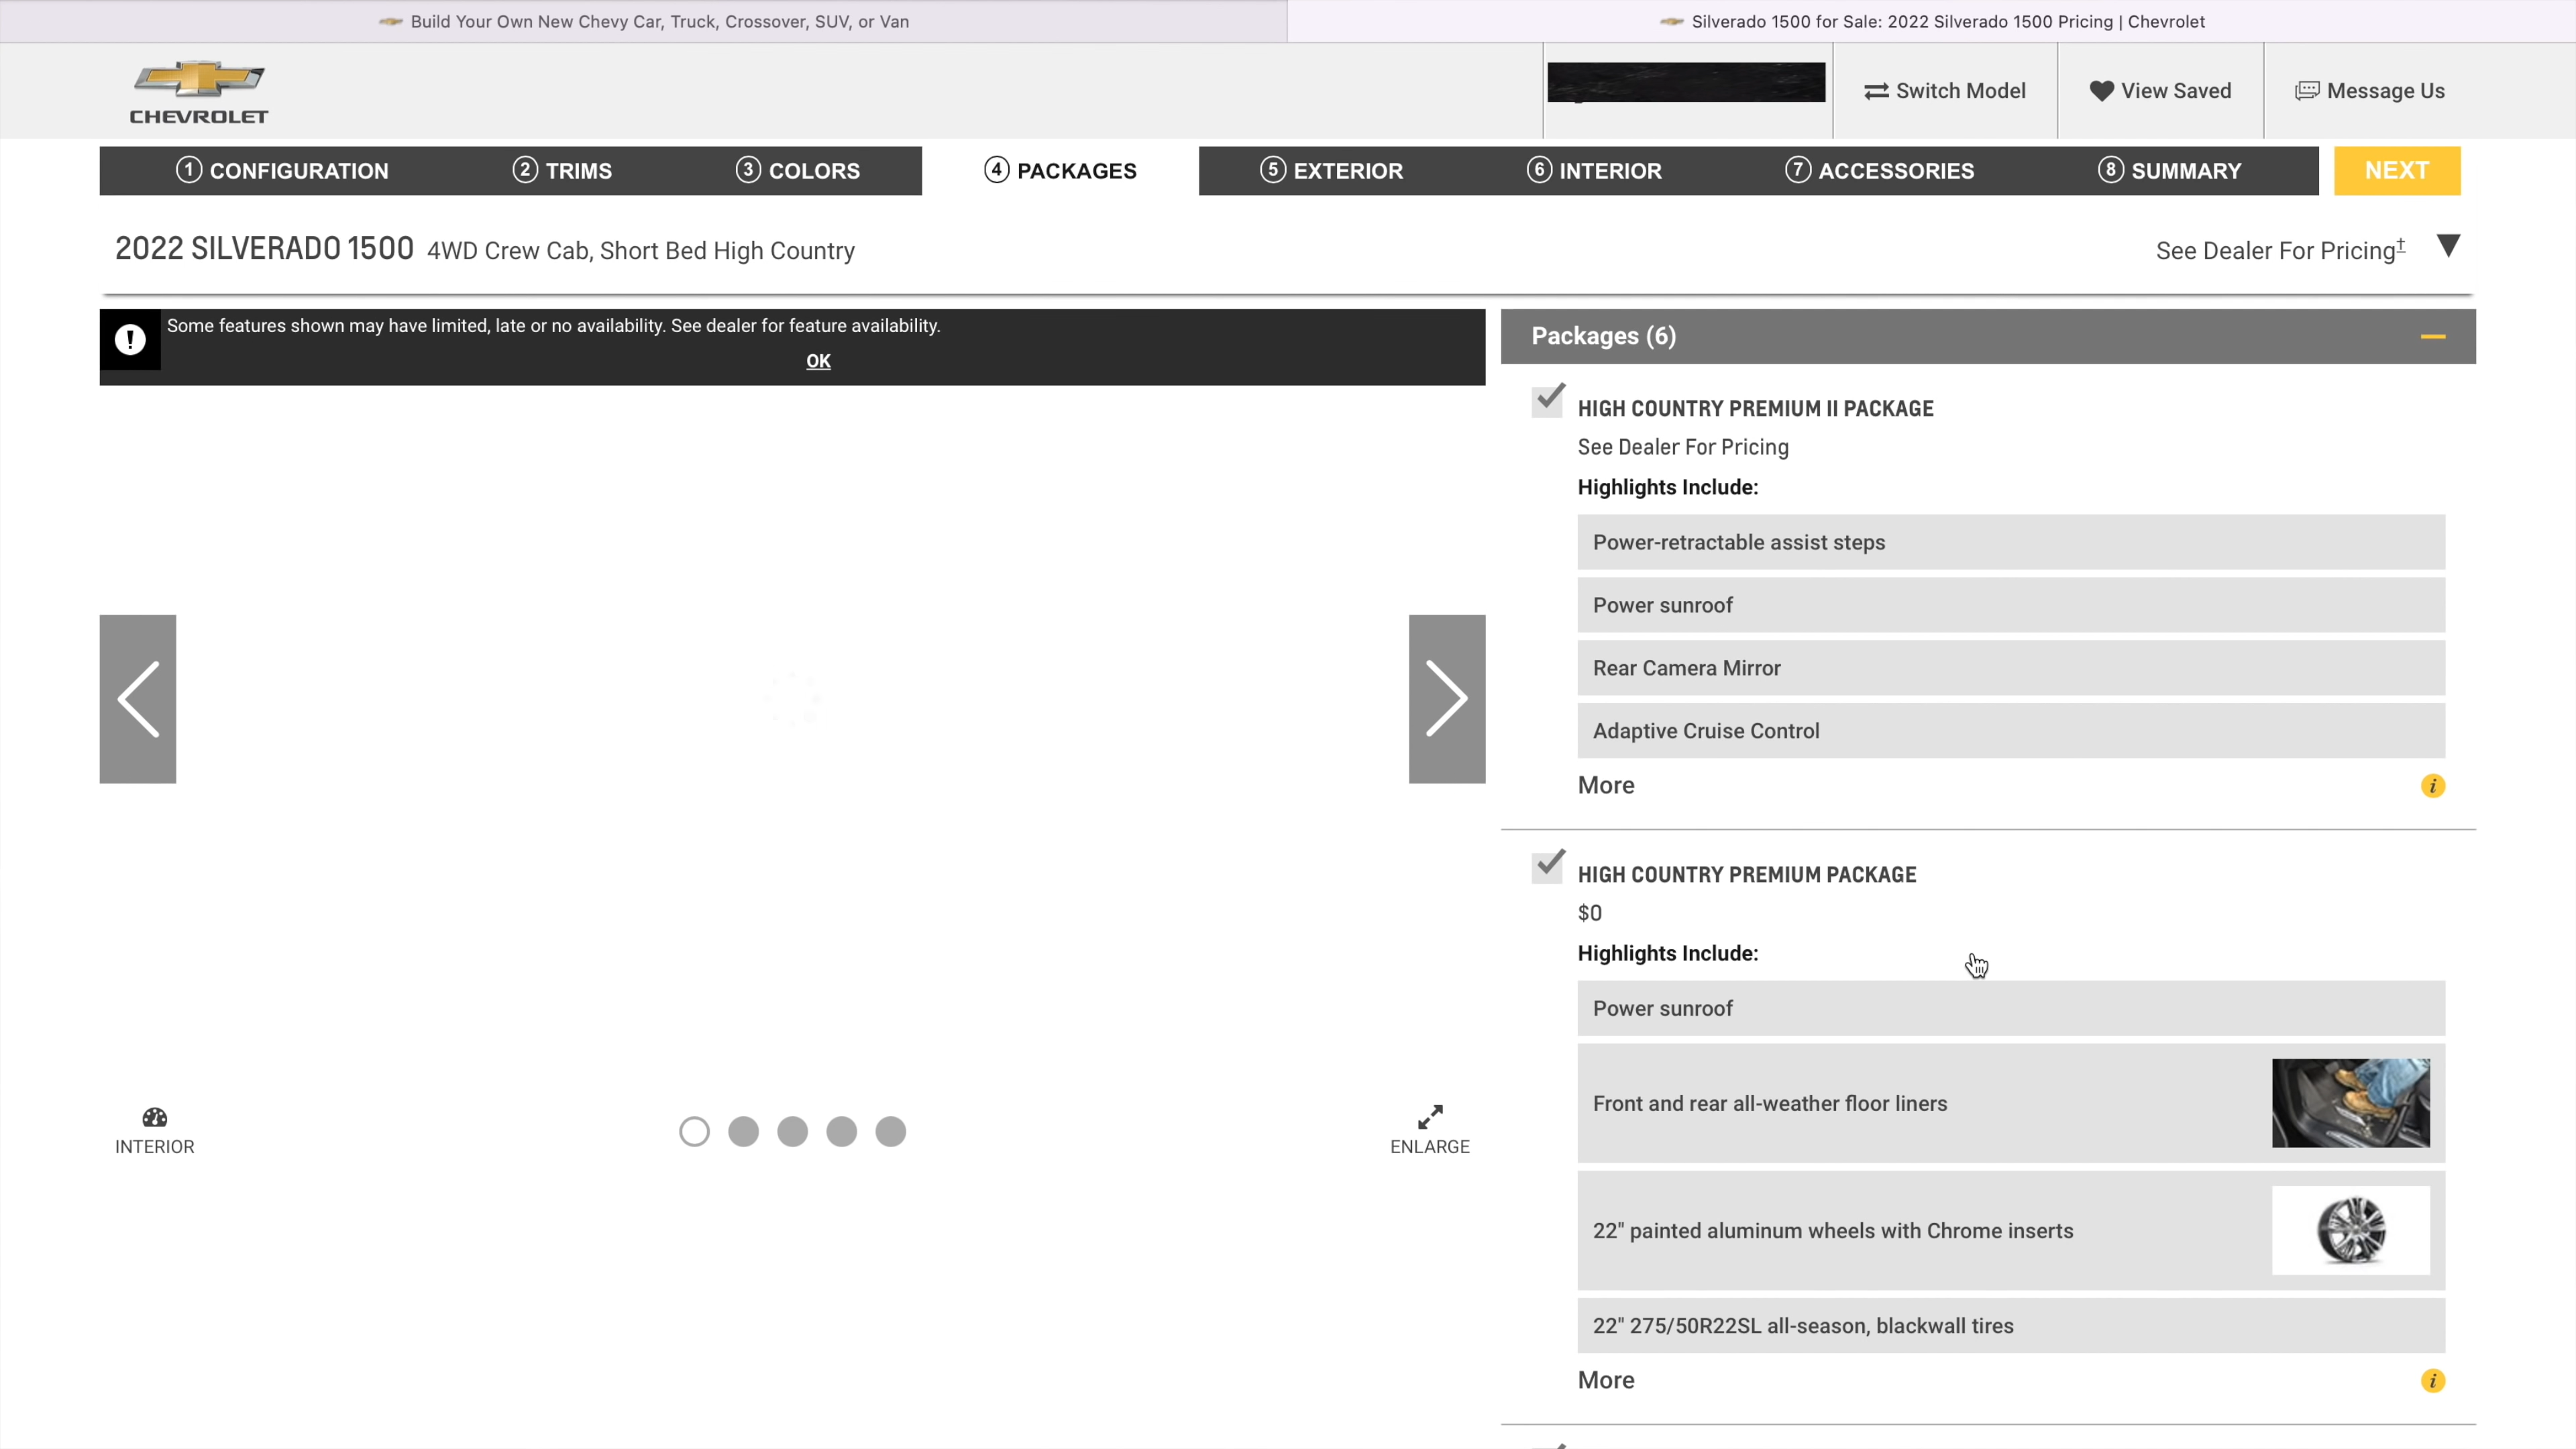 Build Your Own New Chevy Car, Truck, Crossover, SUV, or Van
Silverado 1500 for Sale: 2022 Silverado 1500 Pricing | Chevrolet
CHEVROLET
Switch Model
View Saved
Message Us
1 CONFIGURATION
2 TRIMS
3 COLORS
4 PACKAGES
5 EXTERIOR
6 INTERIOR
7 ACCESSORIES
8 SUMMARY
NEXT
2022 SILVERADO 1500 4WD Crew Cab, Short Bed High Country
See Dealer For Pricing†
Some features shown may have limited, late or no availability. See dealer for feature availability.
OK
INTERIOR
ENLARGE
Packages (6)
HIGH COUNTRY PREMIUM II PACKAGE
See Dealer For Pricing
Highlights Include:
Power-retractable assist steps
Power sunroof
Rear Camera Mirror
Adaptive Cruise Control
More
HIGH COUNTRY PREMIUM PACKAGE
$0
Highlights Include:
Power sunroof
Front and rear all-weather floor liners
22" painted aluminum wheels with Chrome inserts
22" 275/50R22SL all-season, blackwall tires
More